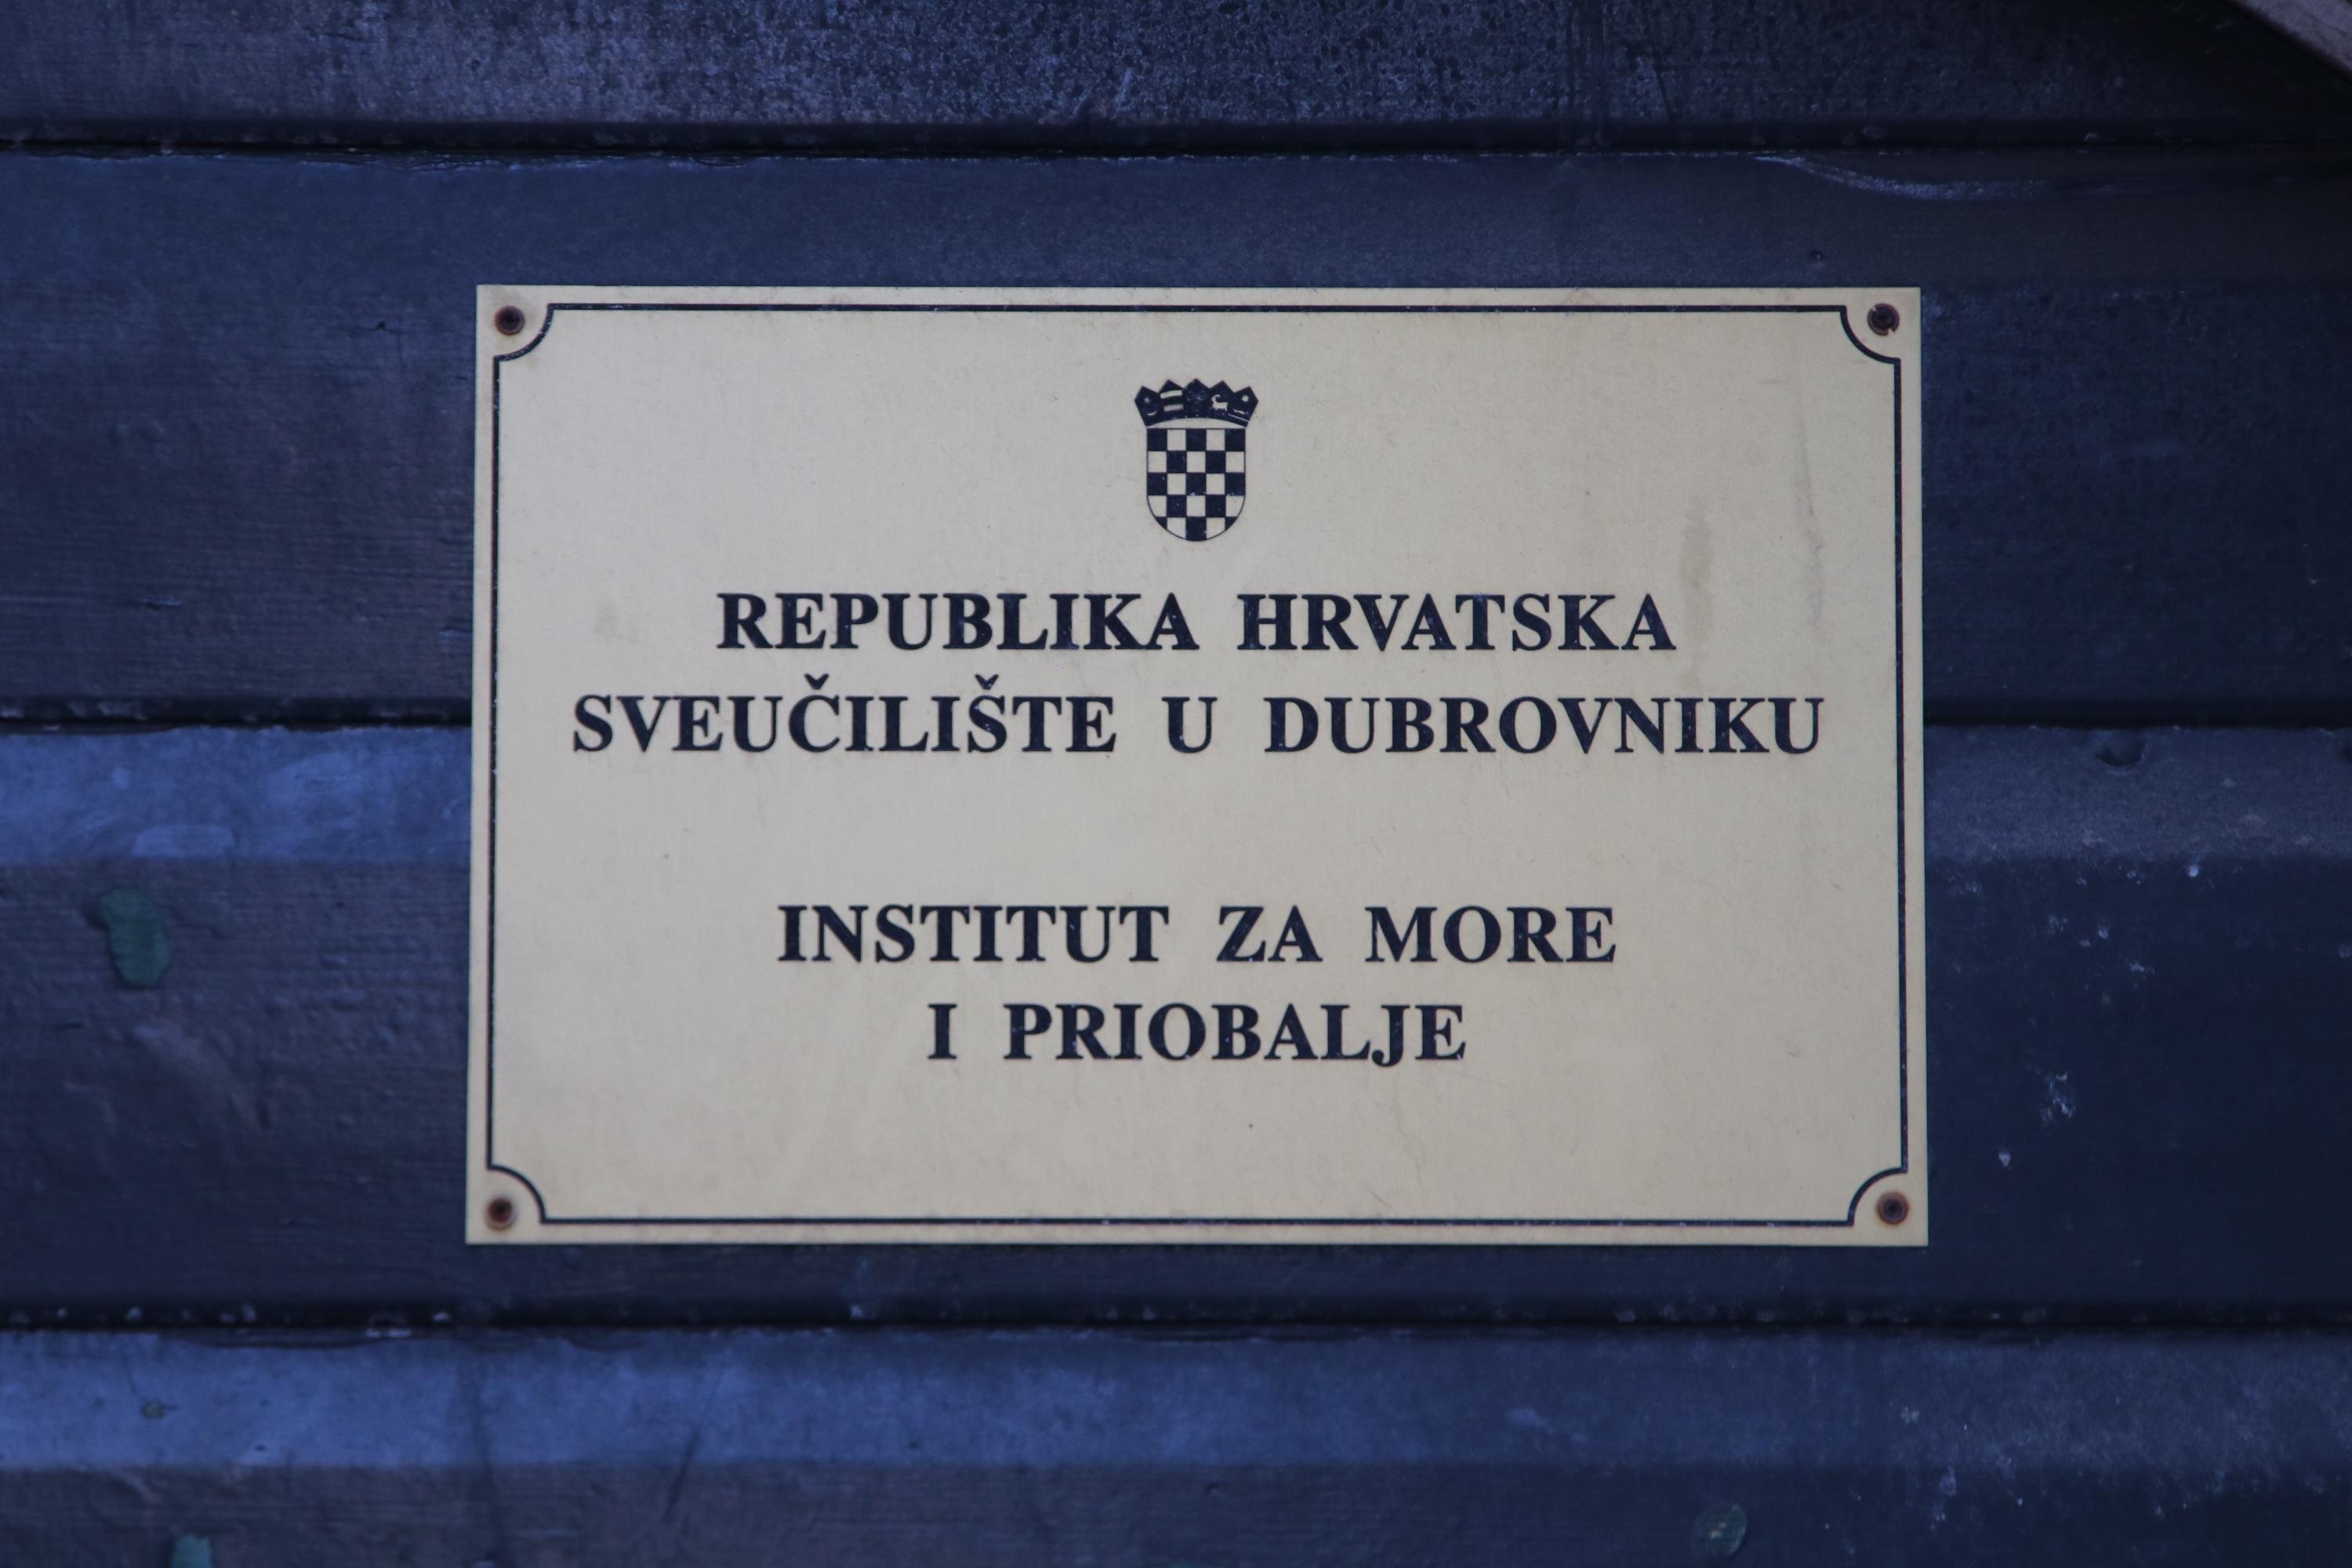 REPUBLIKA HRVATSKA
SVEUČILIŠTE U DUBROVNIKU
INSTITUT ZA MORE
I PRIOBALJE